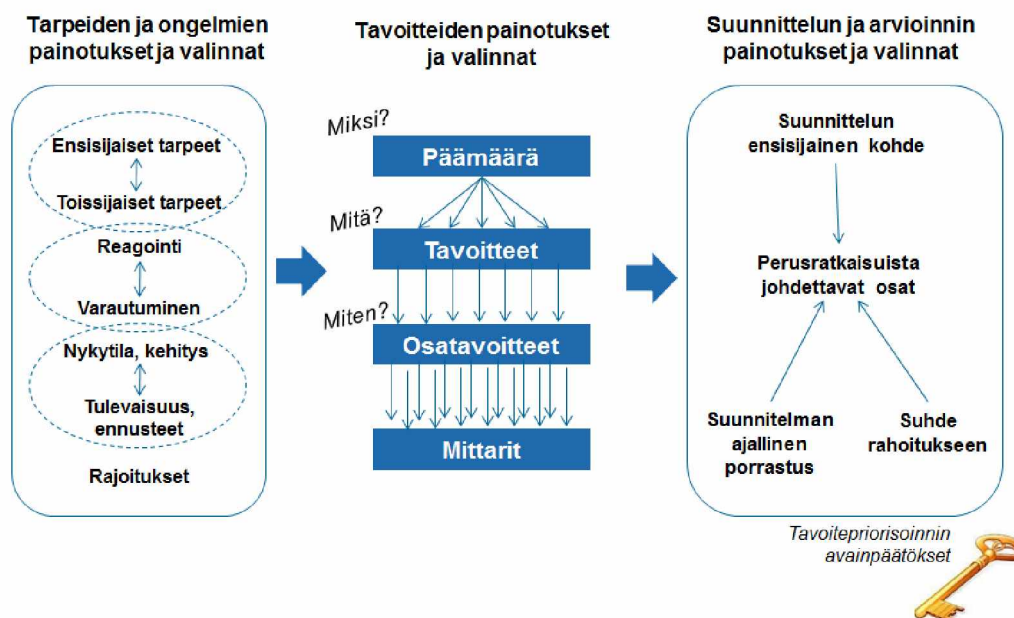 Tarpeiden ja ongelmien
painotukset ja valinnat
Ensisijaiset tarpeet
Toissijaiset tarpeet
Reagointi
Varautuminen
Nykytila, kehitys
Tulevaisuus,
ennusteet
Rajoitukset
Tavoitteiden painotukset
ja valinnat
Miksi?
Päämäärä
Mitä?
Tavoitteet
Miten?
Osatavoitteet
Mittarit
Suunnittelun ja arvioinnin
painotukset ja valinnat
Suunnittelun
ensisijainen kohde
Perusratkaisuista
johdettavat osat
Suunnitelman
ajallinen
porrastus
Suhde
rahoitukseen
Tavoitepriorisoinnin
avainpäätökset